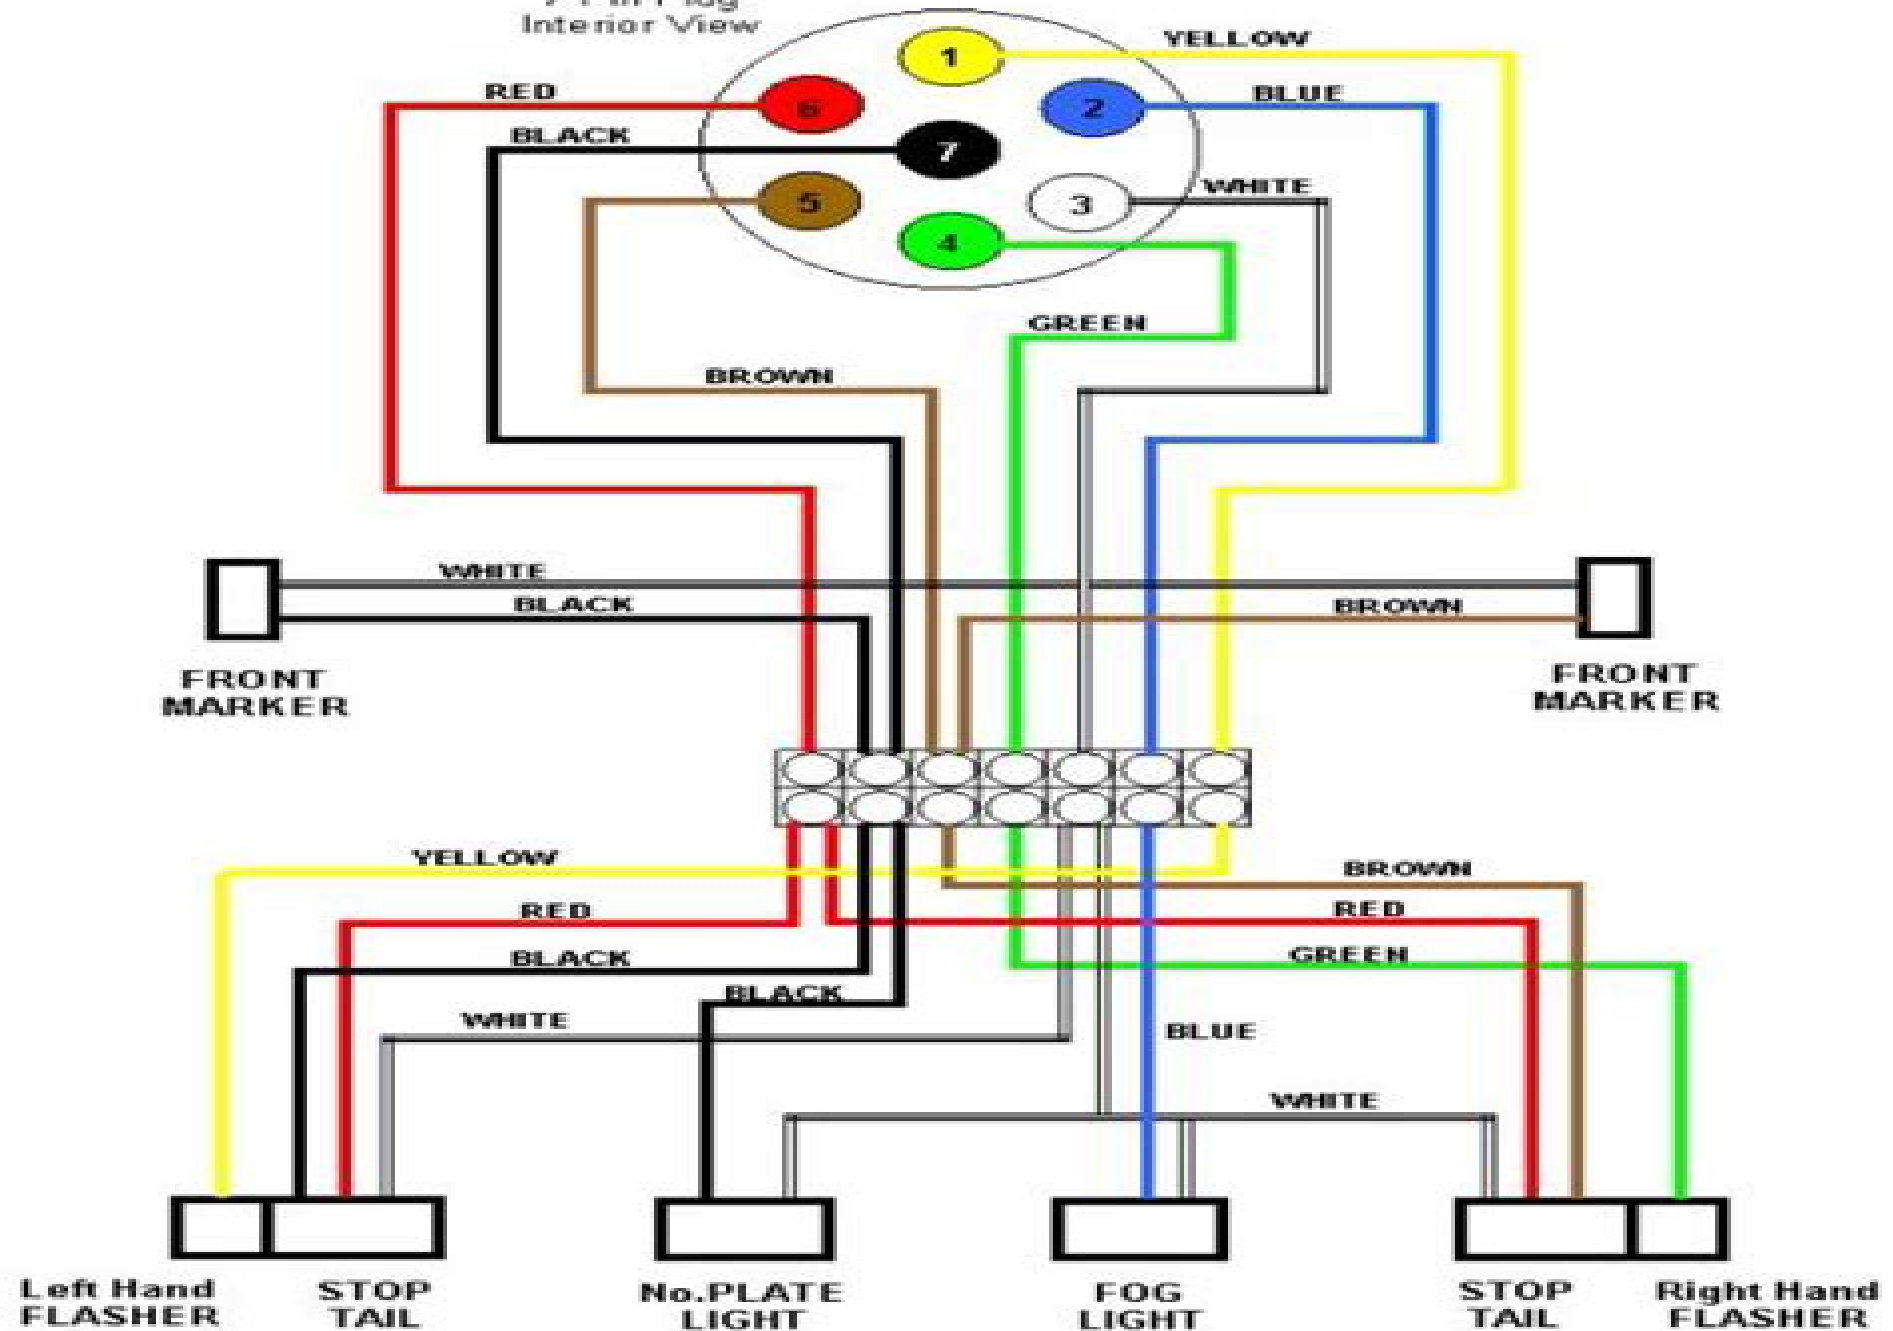 Interior View
YELLOW
1
RED
6
2
BLUE
BLACK
7
WHITE
5
3
4
GREEN
BROWN
WHITE
BLACK
BROWN
FRONT
MARKER
FRONT
MARKER
YELLOW
BROWN
RED
RED
BLACK
GREEN
BLACK
WHITE
BLUE
WHITE
Left Hand
FLASHER
STOP
TAIL
No.PLATE
LIGHT
FOG
LIGHT
STOP
TAIL
Right Hand
FLASHER